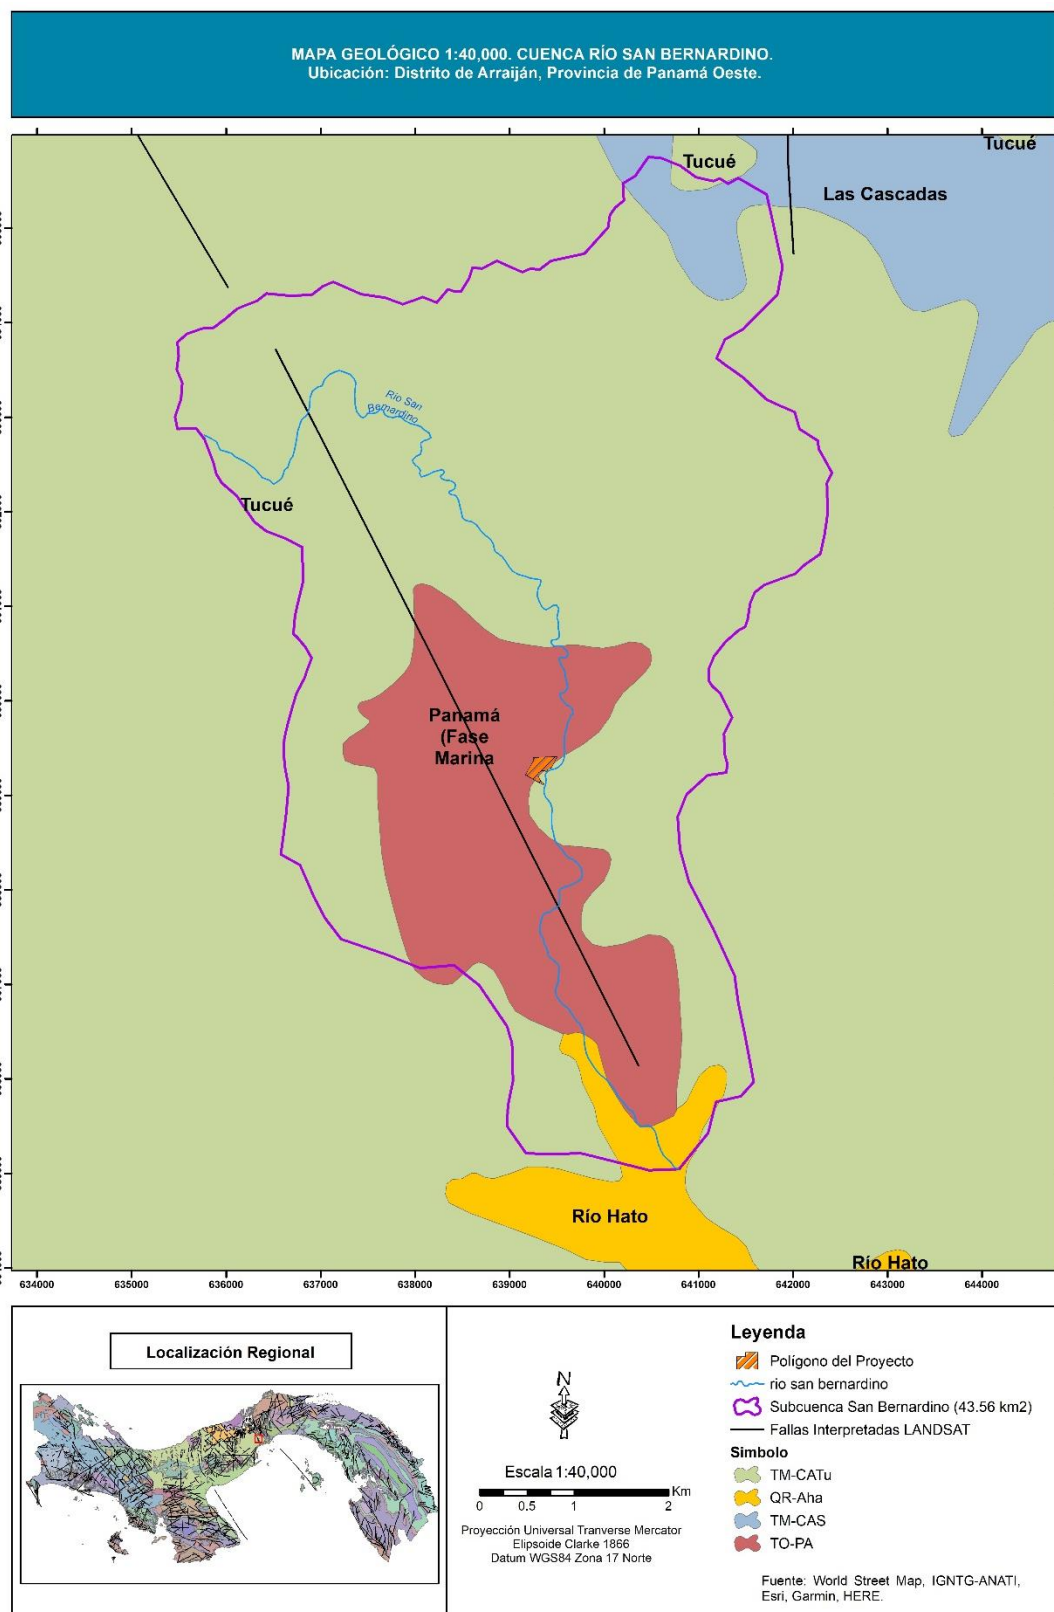 MAPA GEOLÓGICO 1:40,000. CUENCA RÍO SAN BERNARDINO.
Ubicación: Distrito de Arraiján, Provincia de Panamá Oeste.
Tucué
Tucué
Las Cascadas
Río San
Bernardino
Tucué
Panamá
(Fase
Marina
Río Hato
Río Hato
634000 635000 636000 637000 638000 639000 640000 641000 642000 643000 644000
Localización Regional
N
Escala 1:40,000
0 0.5 1 2 Km
Proyección Universal Tranverse Mercator
Elipsoide Clarke 1866
Datum WGS84 Zona 17 Norte
Leyenda
Polígono del Proyecto
rio san bernardino
Subcuenca San Bernardino (43.56 km2)
Fallas Interpretadas LANDSAT
Simbolo
TM-CATu
QR-Aha
TM-CAS
TO-PA
Fuente: World Street Map, IGNTG-ANATI,
Esri, Garmin, HERE.